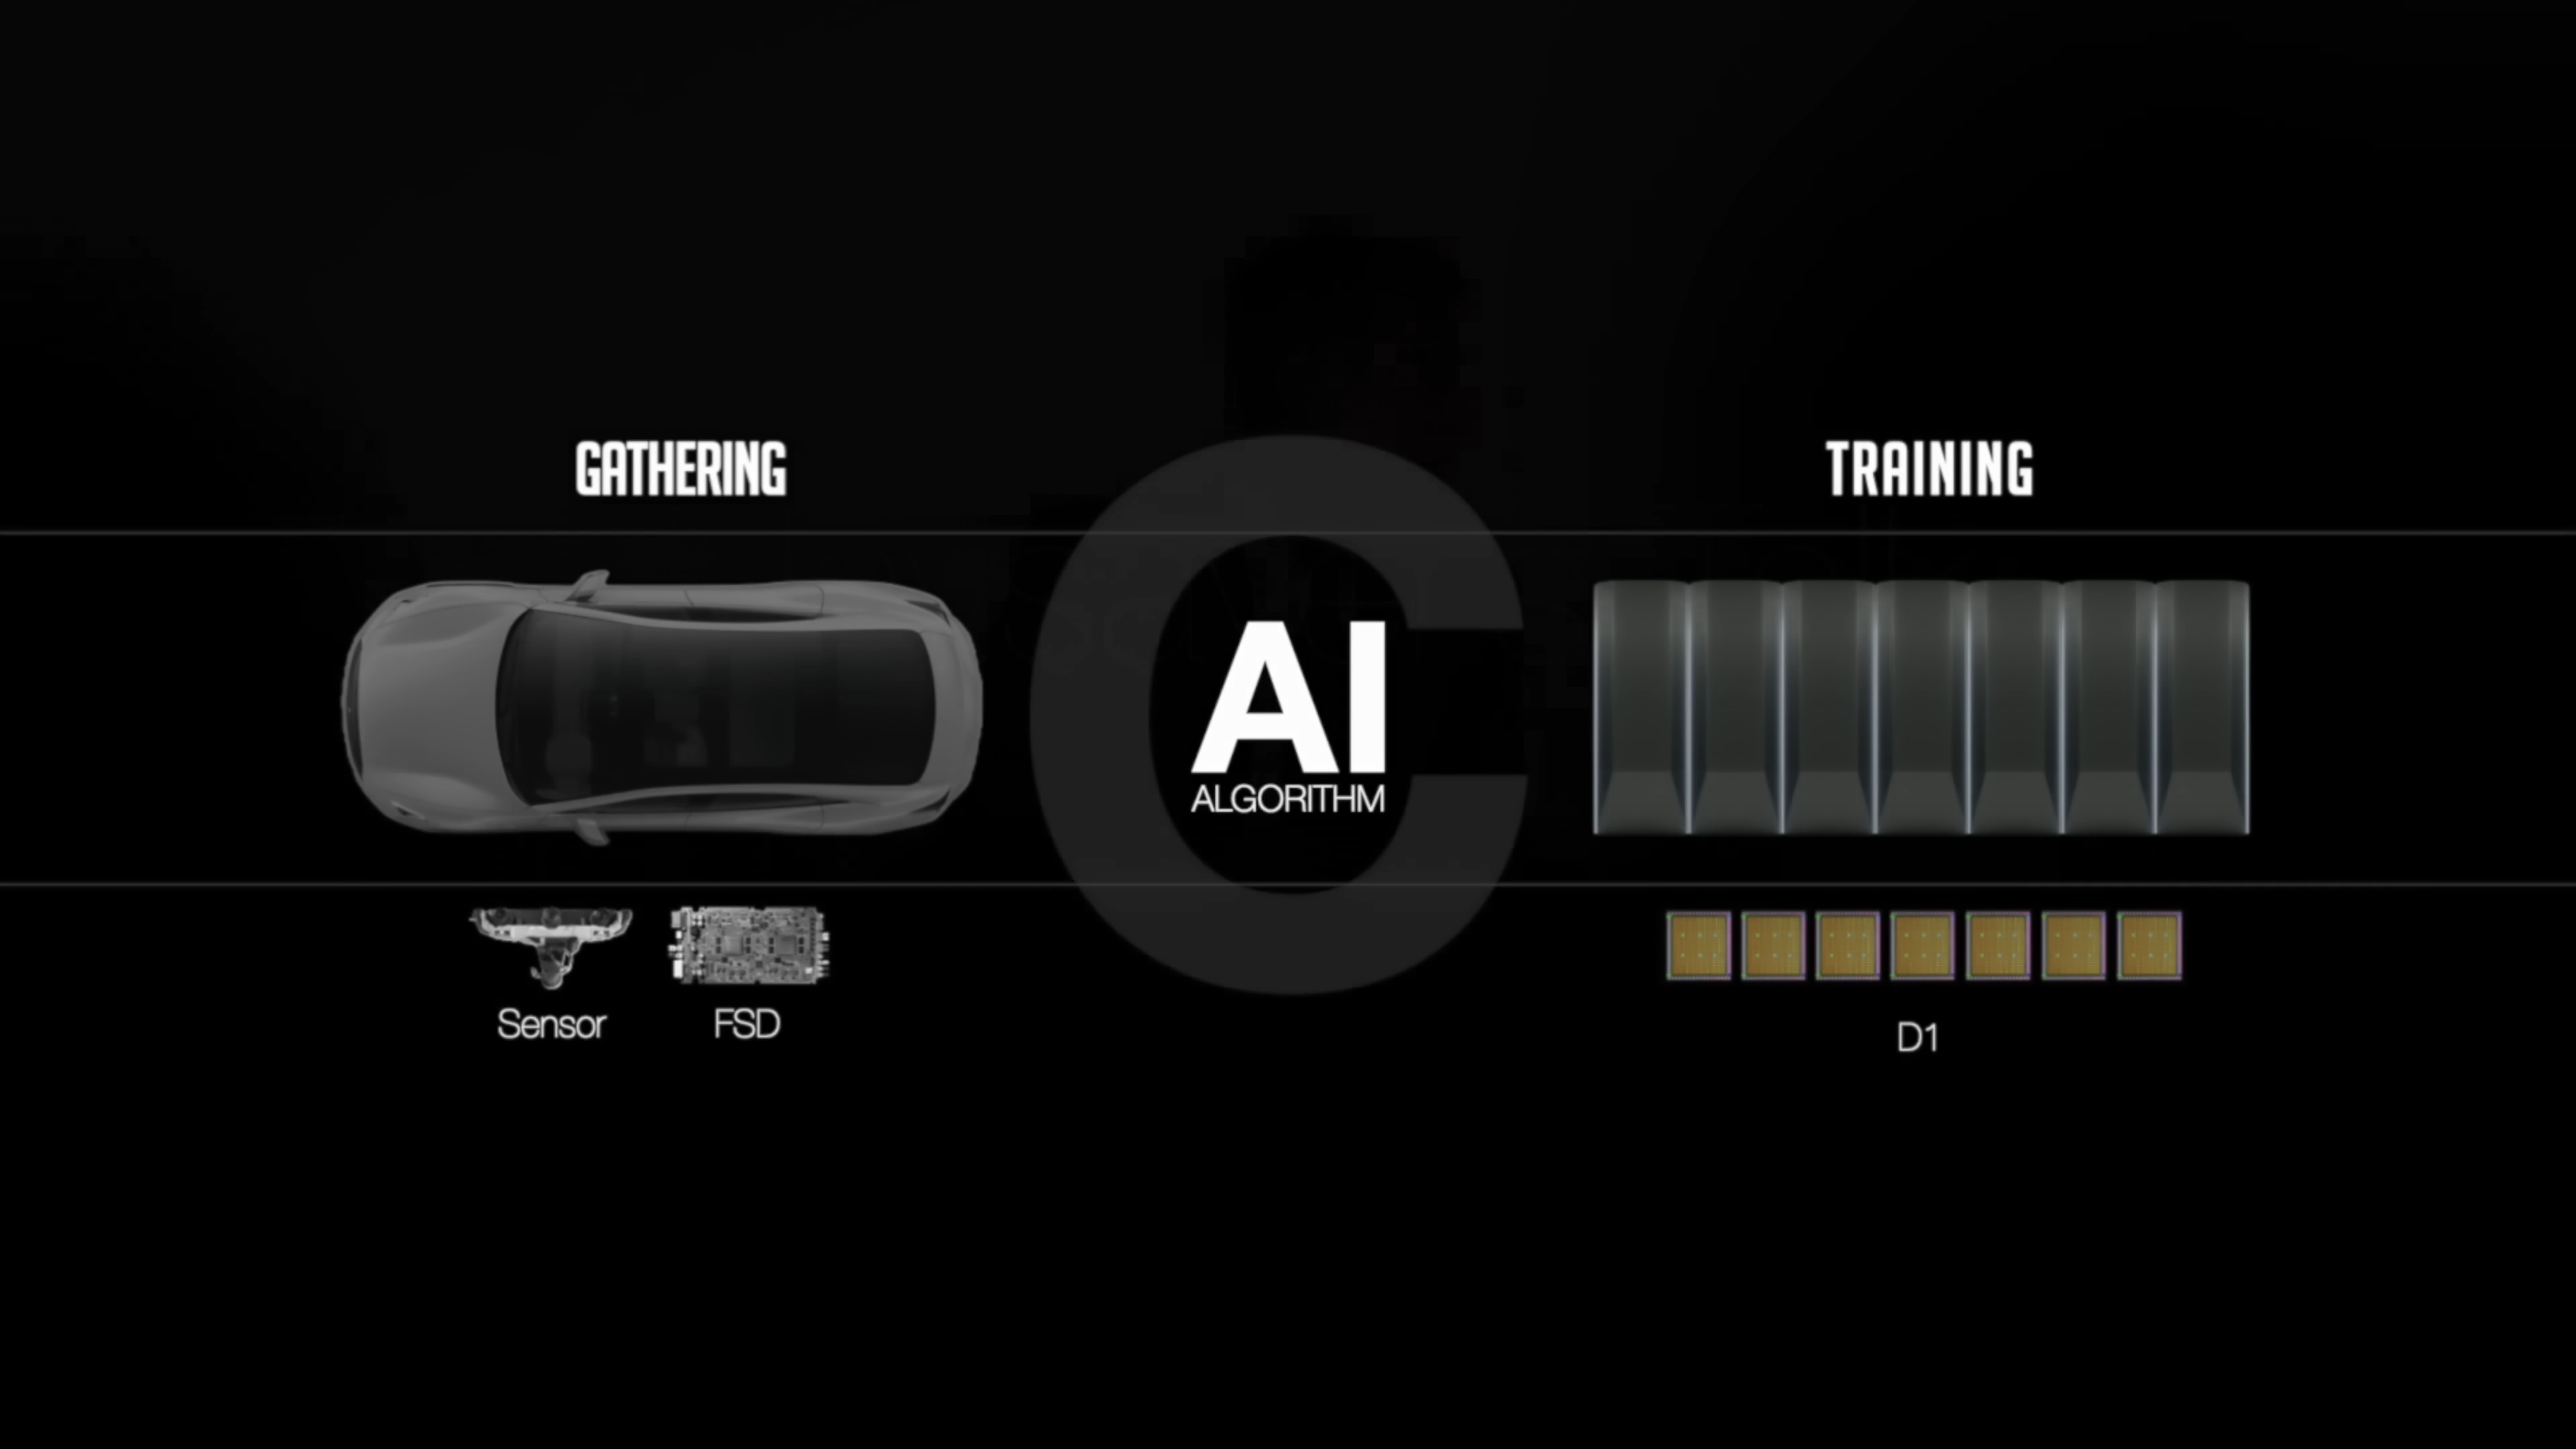 GATHERING
TRAINING
C
AI
ALGORITHM
Sensor
FSD
D1